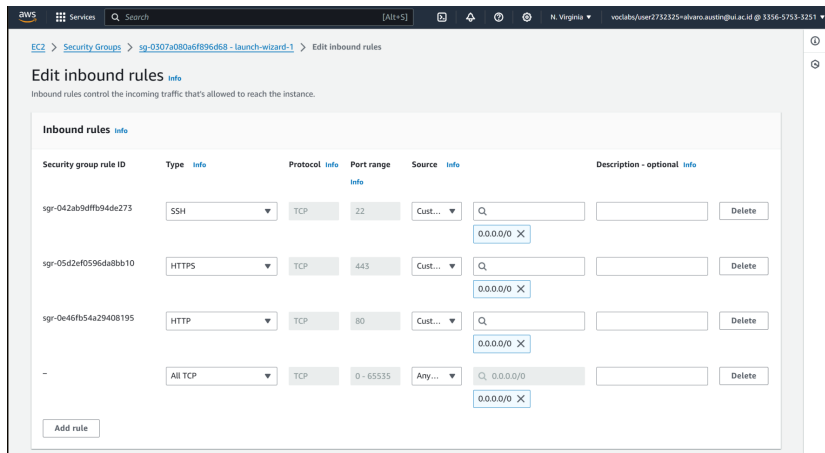 aws Services Search [Alt+S] N. Virginia voclabs/user2732325=alvaro.austin@ui.ac.id @ 3356-5753-3251
EC2 > Security Groups > sg-0307a080a6f896d68 - launch-wizard-1 > Edit inbound rules
Edit inbound rules Info
Inbound rules control the incoming traffic that's allowed to reach the instance.
Inbound rules Info
Security group rule ID Type Info Protocol Info Port range Source Info Description - optional Info
Info
sgr-042ab9dffb94de273 SSH TCP 22 Cust... Delete
0.0.0.0/0
sgr-05d2ef0596da8bb10 HTTPS TCP 443 Cust... Delete
0.0.0.0/0
sgr-0e46fb54a29408195 HTTP TCP 80 Cust... Delete
0.0.0.0/0
– All TCP TCP 0 - 65535 Any... 0.0.0.0/0 Delete
0.0.0.0/0
Add rule